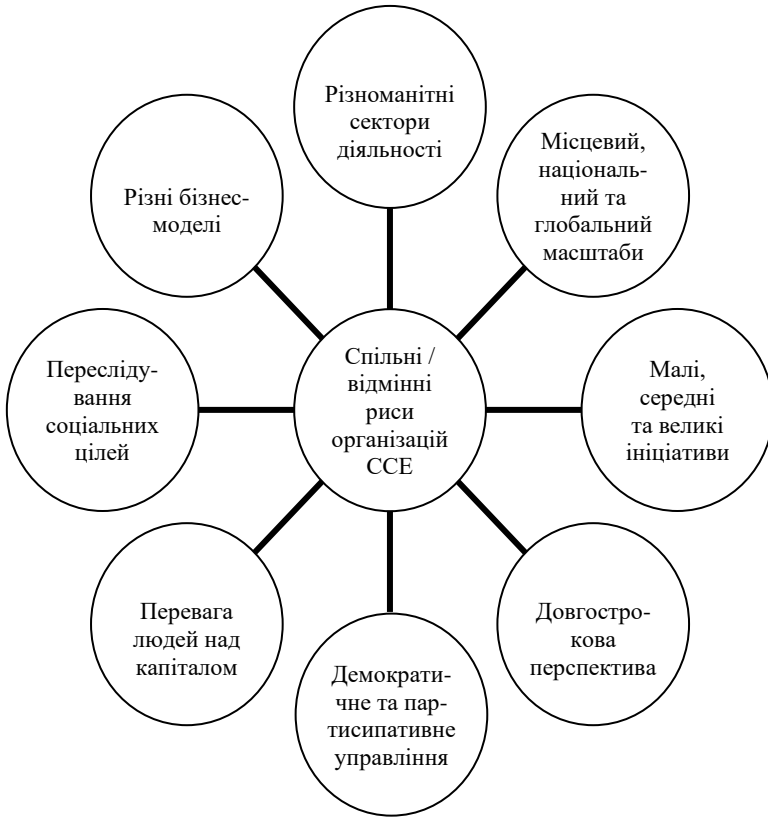 Різноманітні
сектори
діяльності
Місцевий,
національ-
ний та
глобальний
масштаби
Різні бізнес-
моделі
Спільні /
відмінні
риси
організацій
ССЕ
Малі,
середні
та великі
ініціативи
Пересліду-
вання
соціальних
цілей
Довгостро-
кова
перспектива
Перевага
людей над
капіталом
Демократи-
чне та пар-
тисипативне
управління